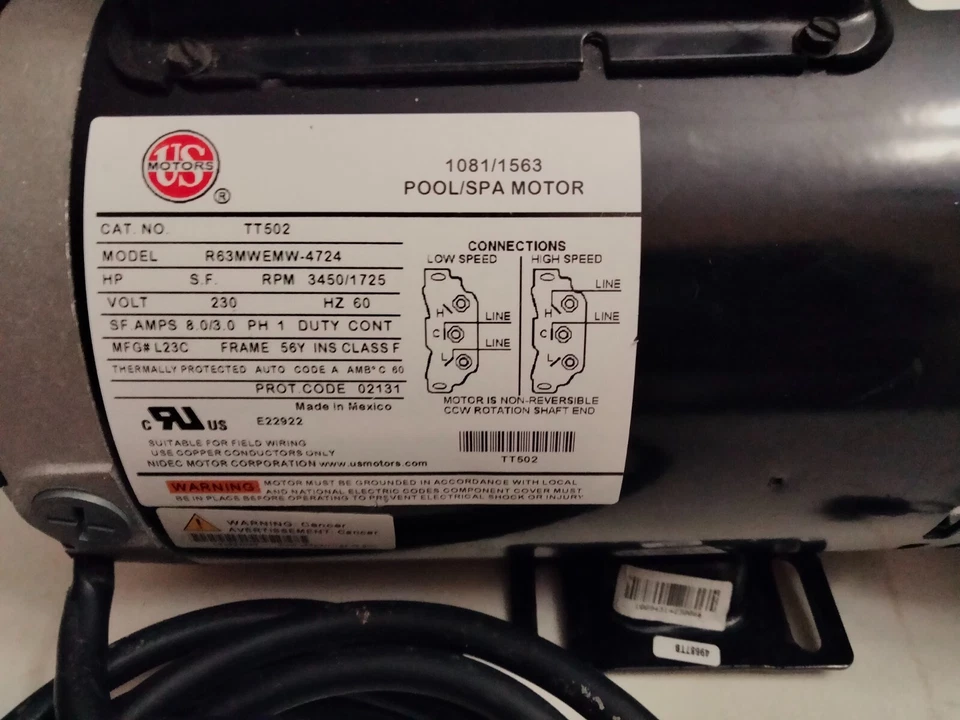 US
MOTORS
®
1081/1563
POOL/SPA MOTOR
CAT. NO. TT502
MODEL R63MWEMW-4724
HP S.F. RPM 3450/1725
VOLT 230 HZ 60
SF AMPS 8.0/3.0 PH 1 DUTY CONT
MFG# L23C FRAME 56Y INS CLASS F
THERMALLY PROTECTED AUTO CODE A AMB° C 60
PROT.CODE 02131
Made in Mexico
C RU US E22922
SUITABLE FOR FIELD WIRING
USE COPPER CONDUCTORS ONLY
NIDEC MOTOR CORPORATION www.usmotors.com
CONNECTIONS
LOW SPEED HIGH SPEED
H
C
L
LINE
LINE
H
C
L
LINE
LINE
MOTOR IS NON-REVERSIBLE
CCW ROTATION SHAFT END
TT502
WARNING MOTOR MUST BE GROUNDED IN ACCORDANCE WITH LOCAL
AND NATIONAL ELECTRIC CODES COMPONENT COVER MUST
BE IN PLACE BEFORE OPERATING TO PREVENT ELECTRICAL SHOCK OR INJURY
WARNING: Cancer
AVERTISSEMENT: Cancer
49687TB